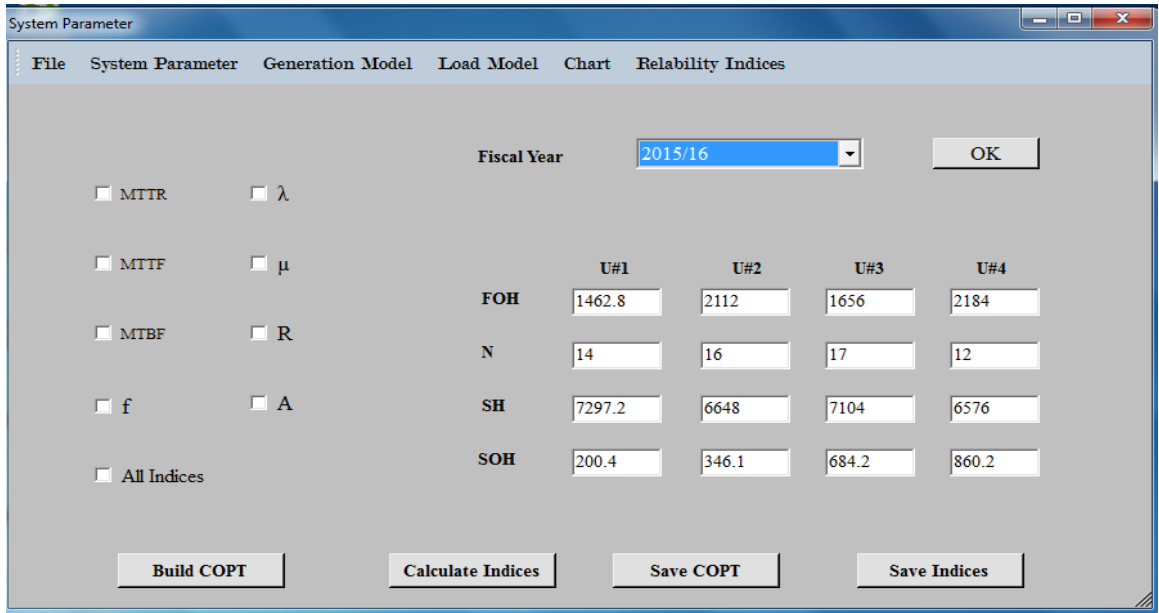 System Parameter
File System Parameter Generation Model Load Model Chart Relability Indices
Fiscal Year 2015/16 OK
MTTR λ
MTTF μ U#1 U#2 U#3 U#4
FOH 1462.8 2112 1656 2184
MTBF R
N 14 16 17 12
f A SH 7297.2 6648 7104 6576
SOH 200.4 346.1 684.2 860.2
All Indices
Build COPT Calculate Indices Save COPT Save Indices